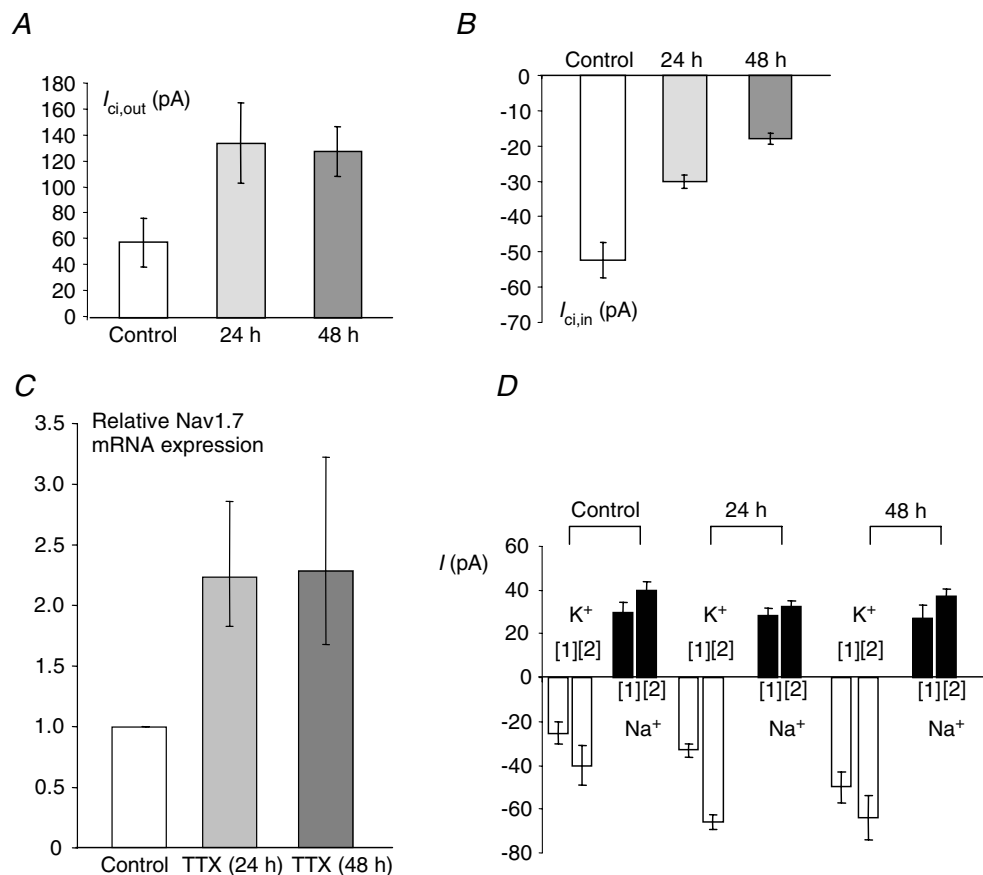 A
I ci,out (pA)
180
160
140
120
100
80
60
40
20
0
Control 24 h 48 h
B
Control 24 h 48 h
0
-10
-20
-30
-40
-50
-60
-70
I ci,in (pA)
C
Relative Nav1.7
mRNA expression
3.5
3.0
2.5
2.0
1.5
1.0
0.5
0
Control TTX (24 h) TTX (48 h)
D
Control 24 h 48 h
I (pA)
60
40
20
0
-20
-40
-60
-80
K+ K+ K+
[1][2] [1][2] [1][2]
[1][2] [1][2] [1][2]
Na+ Na+ Na+